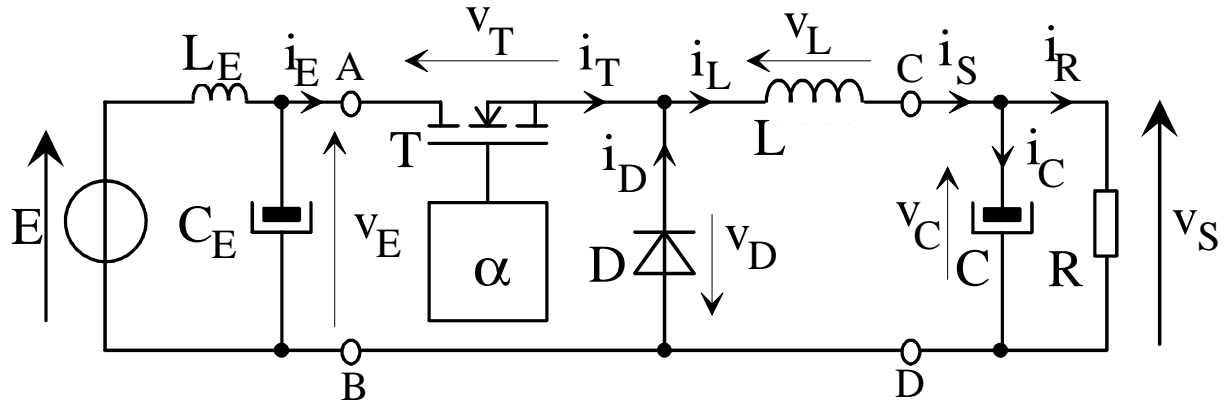 L_E
i_E
A
v_T
i_T
i_L
v_L
C
i_S
i_R
E
C_E
v_E
T
α
i_D
D
v_D
L
v_C
i_C
C
R
v_S
B
D